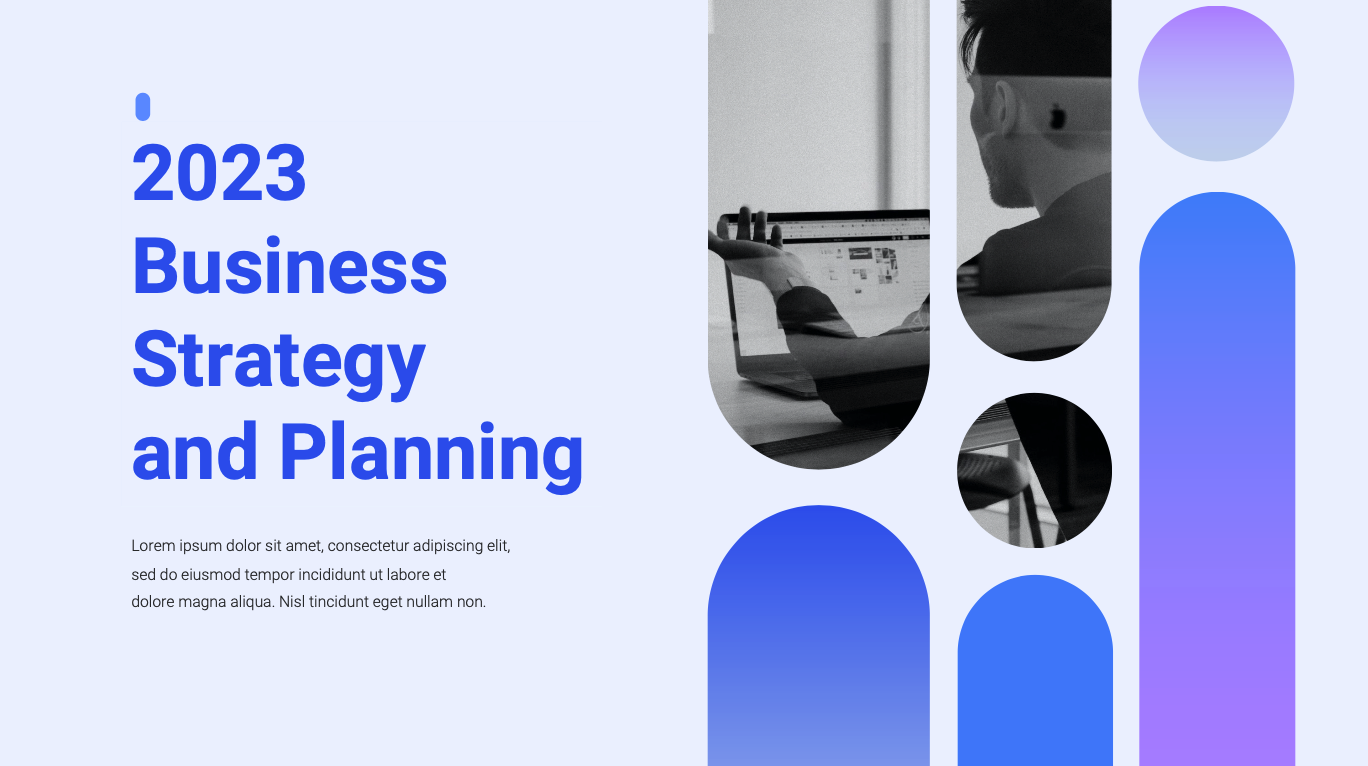 2023
Business
Strategy
and Planning
Lorem ipsum dolor sit amet, consectetur adipiscing elit,
sed do eiusmod tempor incididunt ut labore et
dolore magna aliqua. Nisl tincidunt eget nullam non.